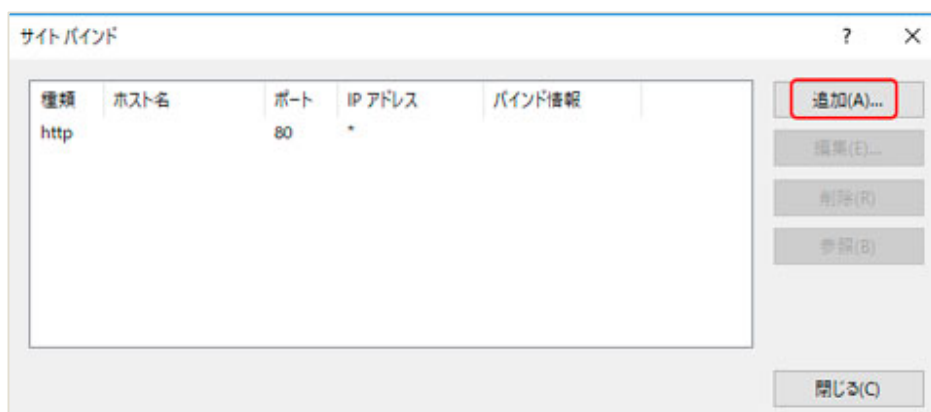 サイト バインド ?
種類 ホスト名 ポート IP アドレス バインド情報
http 80 *
追加(A)...
編集(E)...
削除(R)
参照(B)
閉じる(C)